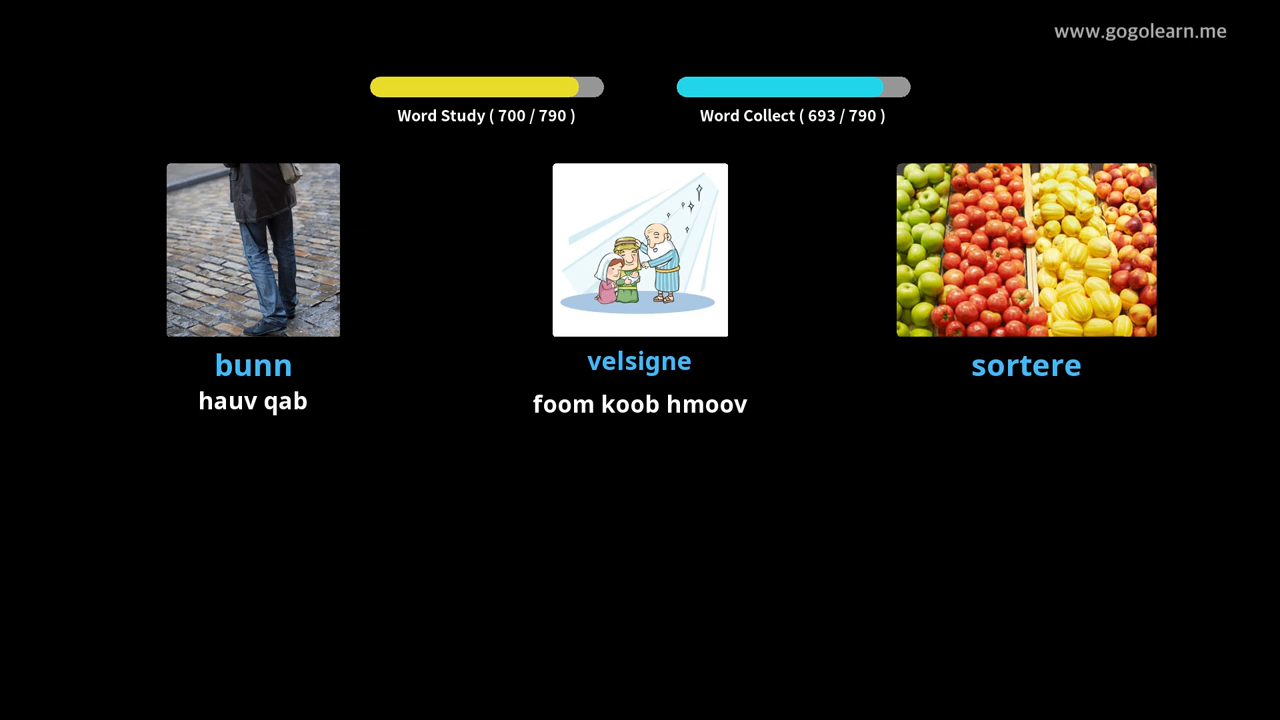 www.gogolearn.me
Word Study ( 700 / 790 )
Word Collect ( 693 / 790 )
bunn
hauv qab
velsigne
foom koob hmoov
sortere